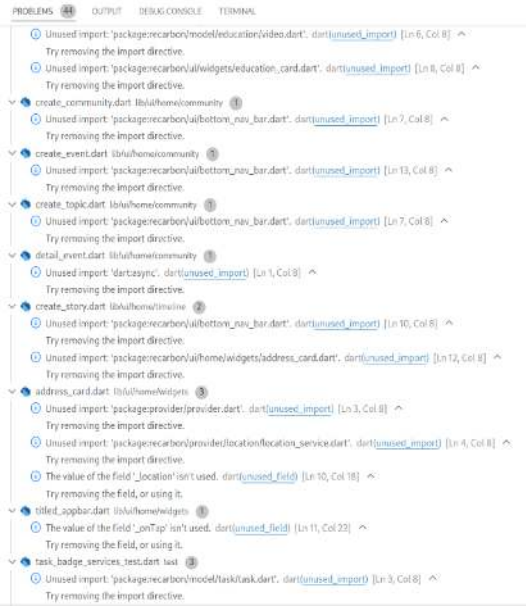 PROBLEMS 44 OUTPUT DEBUG CONSOLE TERMINAL
Unused import: 'package:recarbon/model/education/video.dart'. dart(unused_import) [Ln 6, Col 8]
Try removing the import directive.
Unused import: 'package:recarbon/ui/widgets/education_card.dart'. dart(unused_import) [Ln 8, Col 8]
Try removing the import directive.
create_community.dart lib/ui/home/community 1
Unused import: 'package:recarbon/ui/bottom_nav_bar.dart'. dart(unused_import) [Ln 7, Col 8]
Try removing the import directive.
create_event.dart lib/ui/home/community 1
Unused import: 'package:recarbon/ui/bottom_nav_bar.dart'. dart(unused_import) [Ln 13, Col 8]
Try removing the import directive.
create_topic.dart lib/ui/home/community 1
Unused import: 'package:recarbon/ui/bottom_nav_bar.dart'. dart(unused_import) [Ln 7, Col 8]
Try removing the import directive.
detail_event.dart lib/ui/home/community 1
Unused import: 'dart:async'. dart(unused_import) [Ln 1, Col 8]
Try removing the import directive.
create_story.dart lib/ui/home/timeline 2
Unused import: 'package:recarbon/ui/bottom_nav_bar.dart'. dart(unused_import) [Ln 10, Col 8]
Try removing the import directive.
Unused import: 'package:recarbon/ui/home/widgets/address_card.dart'. dart(unused_import) [Ln 12, Col 8]
Try removing the import directive.
address_card.dart lib/ui/home/widgets 3
Unused import: 'package:provider/provider.dart'. dart(unused_import) [Ln 3, Col 8]
Try removing the import directive.
Unused import: 'package:recarbon/provider/location/location_service.dart'. dart(unused_import) [Ln 4, Col 8]
Try removing the import directive.
The value of the field '_location' isn't used. dart(unused_field) [Ln 10, Col 18]
Try removing the field, or using it.
titled_appbar.dart lib/ui/home/widgets 1
The value of the field '_onTap' isn't used. dart(unused_field) [Ln 11, Col 23]
Try removing the field, or using it.
task_badge_services_test.dart test 3
Unused import: 'package:recarbon/model/task/task.dart'. dart(unused_import) [Ln 3, Col 8]
Try removing the import directive.